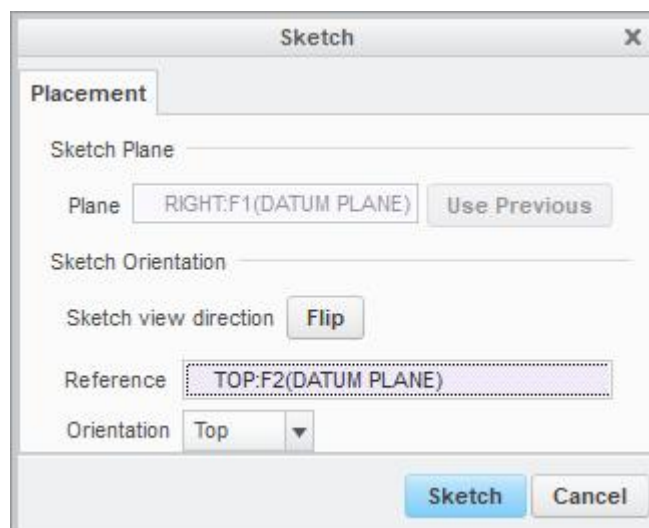 Sketch
Placement
Sketch Plane
Plane RIGHT:F1(DATUM PLANE) Use Previous
Sketch Orientation
Sketch view direction Flip
Reference TOP:F2(DATUM PLANE)
Orientation Top
Sketch Cancel